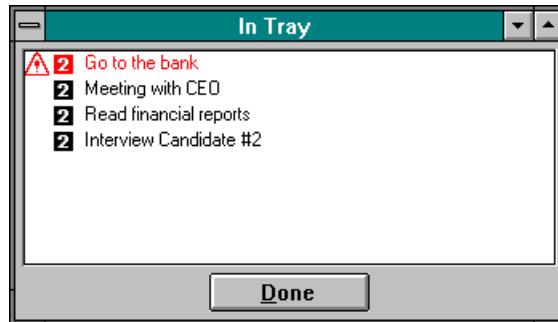 In Tray
2 Go to the bank
2 Meeting with CEO
2 Read financial reports
2 Interview Candidate #2
Done